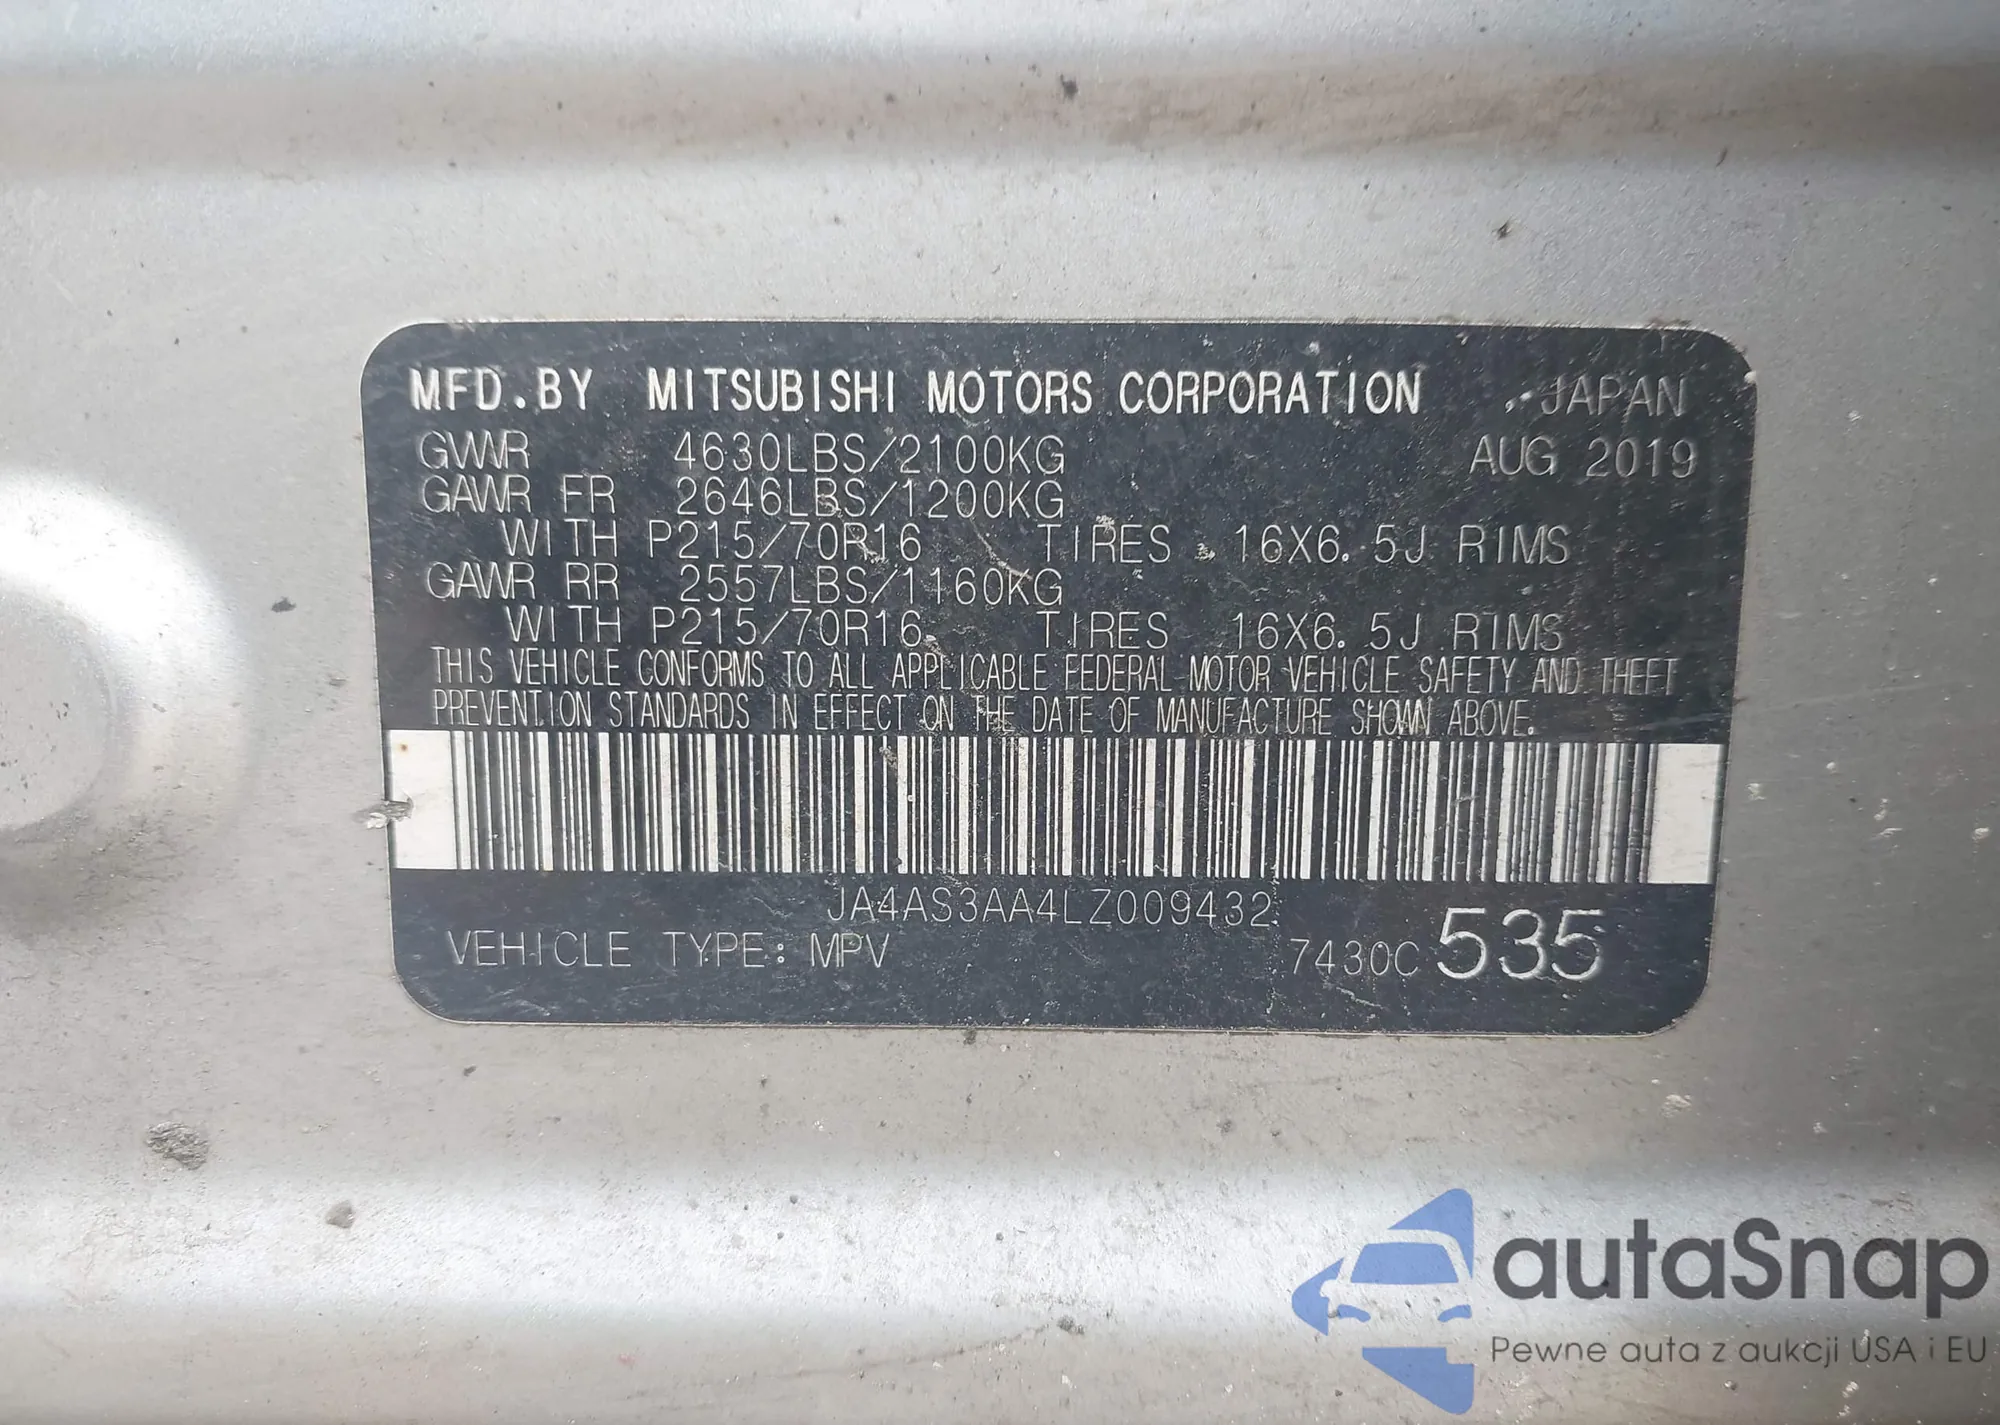 MFD.BY MITSUBISHI MOTORS CORPORATION JAPAN
GVWR 4630LBS/2100KG AUG 2019
GAWR FR 2646LBS/1200KG
WITH P215/70R16 TIRES 16X6.5J RIMS
GAWR RR 2557LBS/1160KG
WITH P215/70R16 TIRES 16X6.5J RIMS
THIS VEHICLE CONFORMS TO ALL APPLICABLE FEDERAL MOTOR VEHICLE SAFETY AND THEFT
PREVENTION STANDARDS IN EFFECT ON THE DATE OF MANUFACTURE SHOWN ABOVE.
JA4AS3AA4LZ009432
VEHICLE TYPE: MPV 7430C 535
autaSnap
Pewne auta z aukcji USA i EU